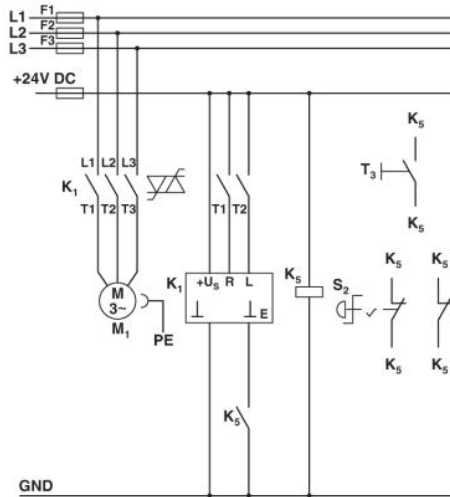 L1 F1
L2 F2
L3 F3
+24V DC
K5
L1 L2 L3
T3
K1
T1 T2 T3 T1 T2
K5
K1 +US R L
K5 S2 K5 K5
M
3~
M1
E
PE
K5 K5
K5
GND